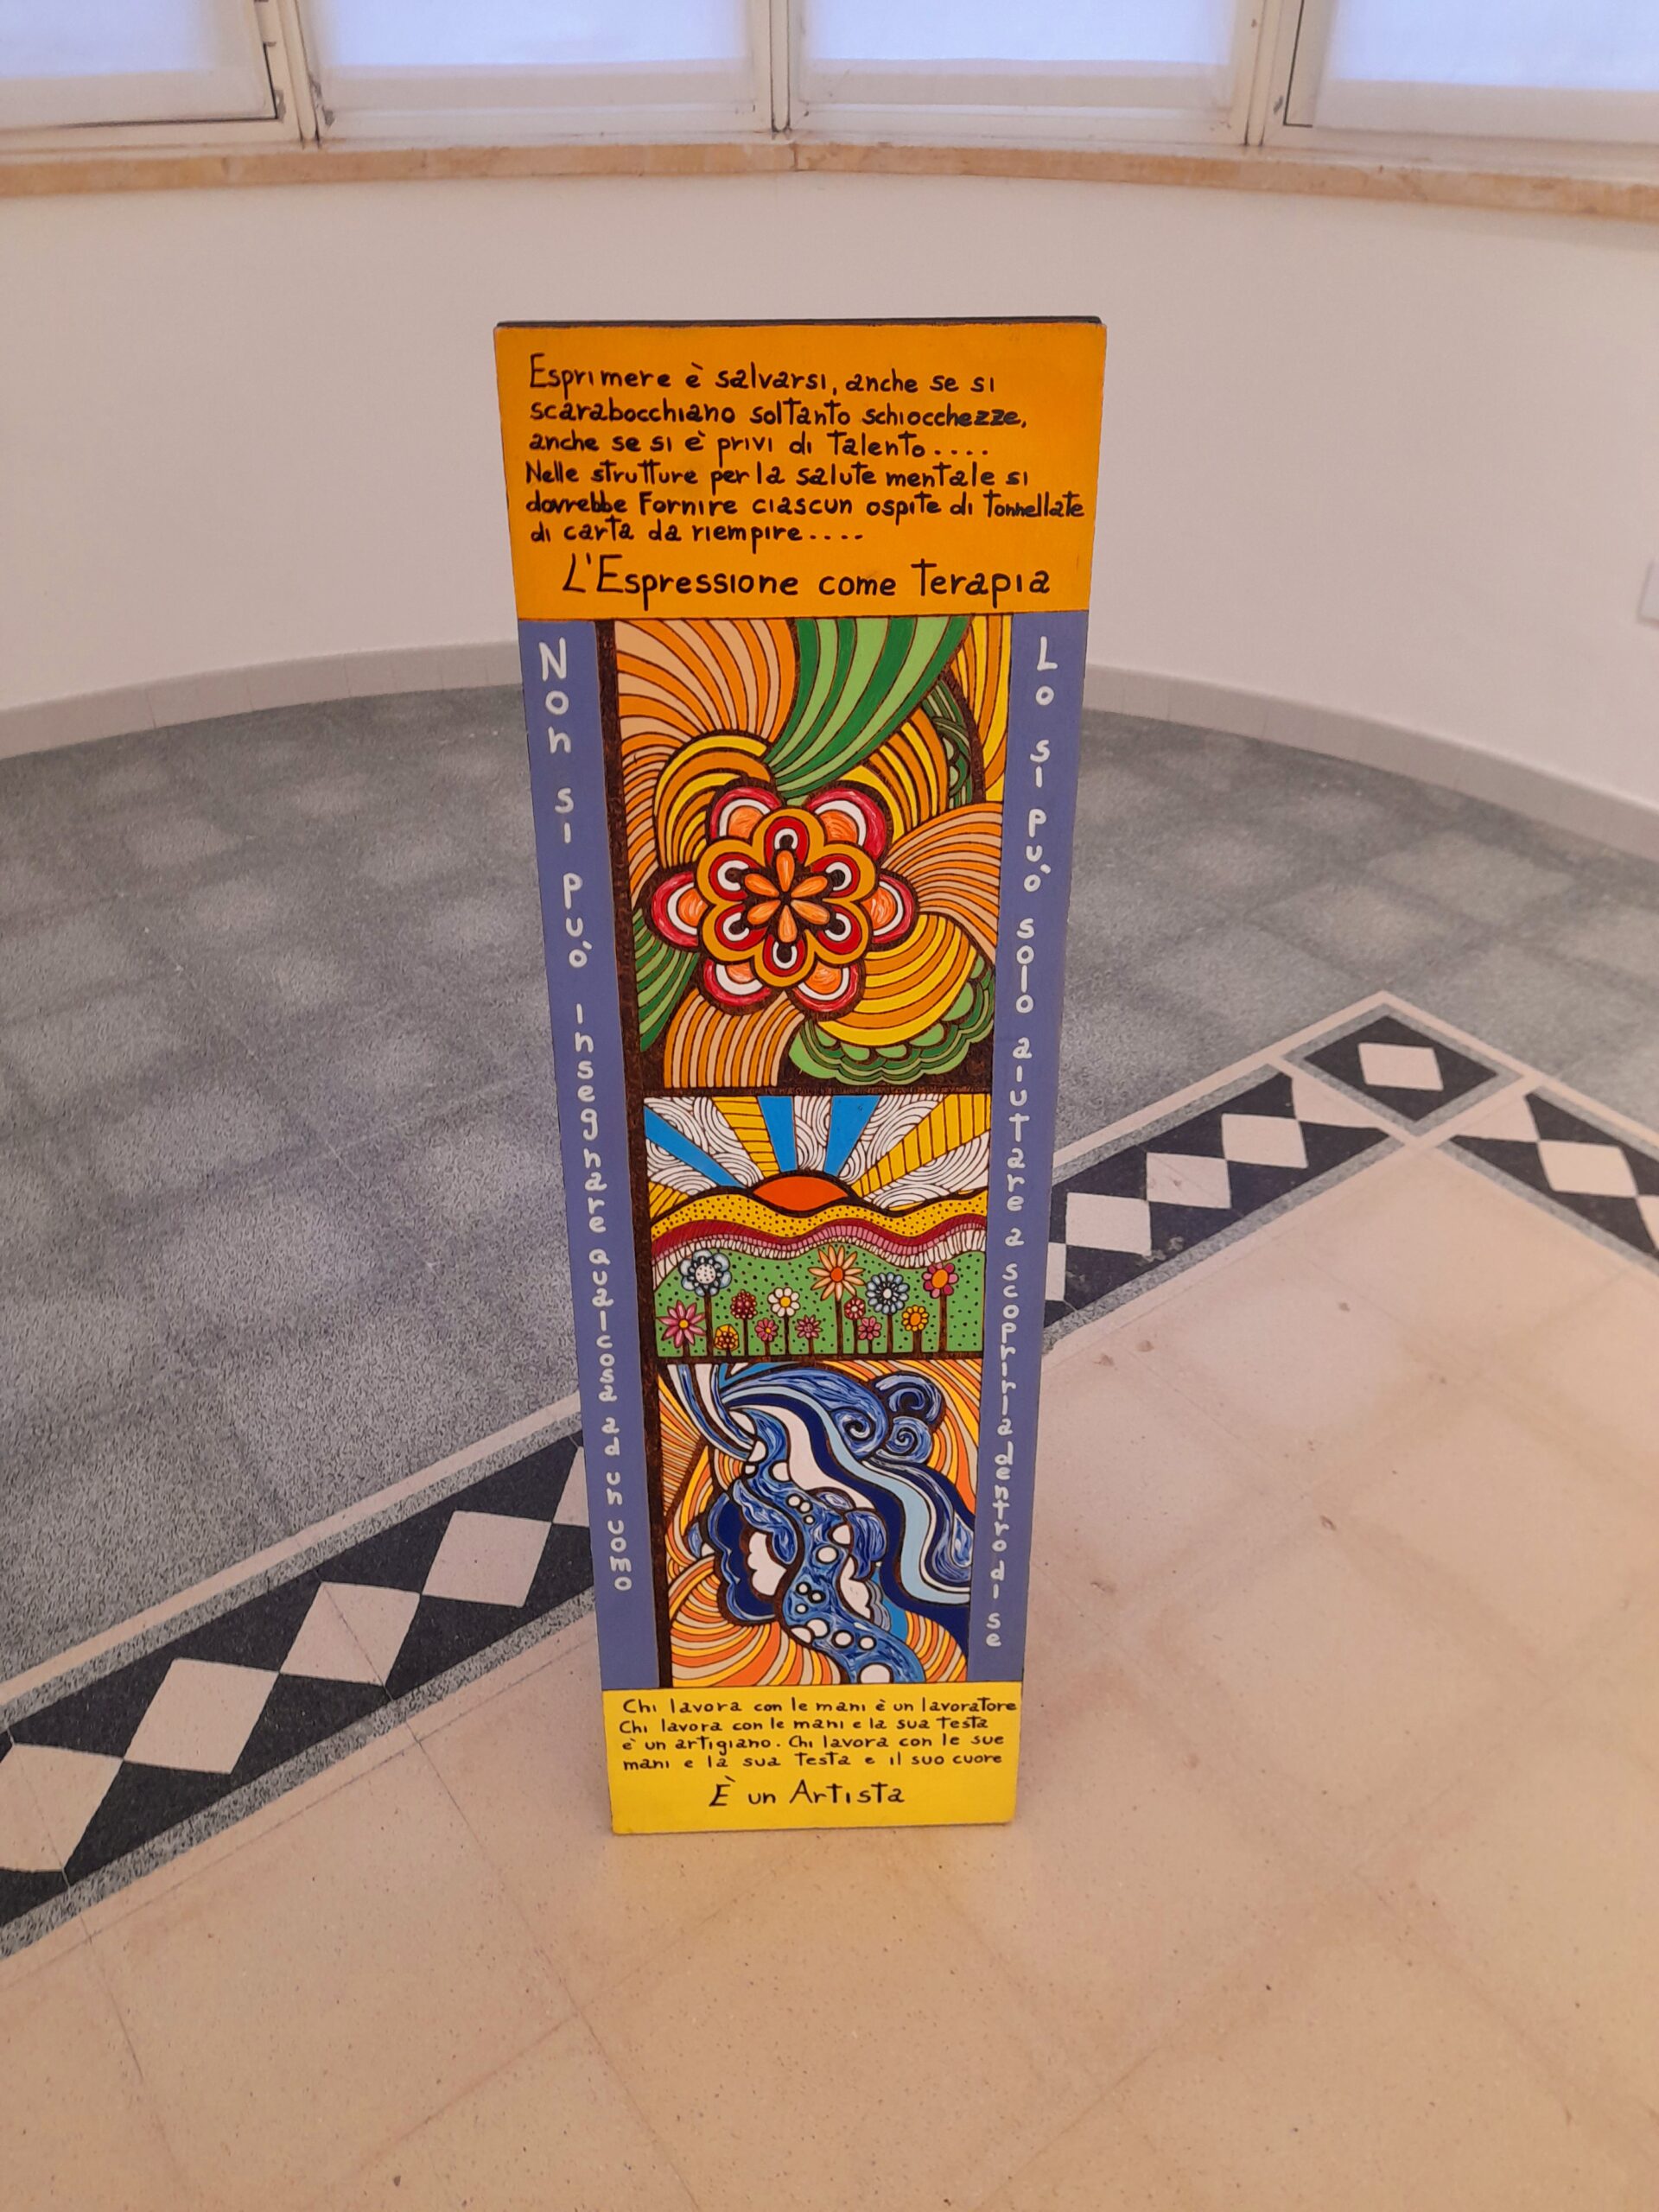 Esprimere è salvarsi, anche se si
scarabocchiano soltanto schiocchezze,
anche se si è privi di talento....
Nelle strutture per la salute mentale si
dovrebbe Fornire ciascun ospite di tonnellate
di carta da riempire....
L'Espressione come terapia
Non si può insegnare qualcosa ad un uomo
Lo si può solo aiutare a scoprirla dentro di se
Chi lavora con le mani è un lavoratore
Chi lavora con le mani e la sua testa
è un artigiano. Chi lavora con le sue
mani e la sua testa e il suo cuore
È un Artista